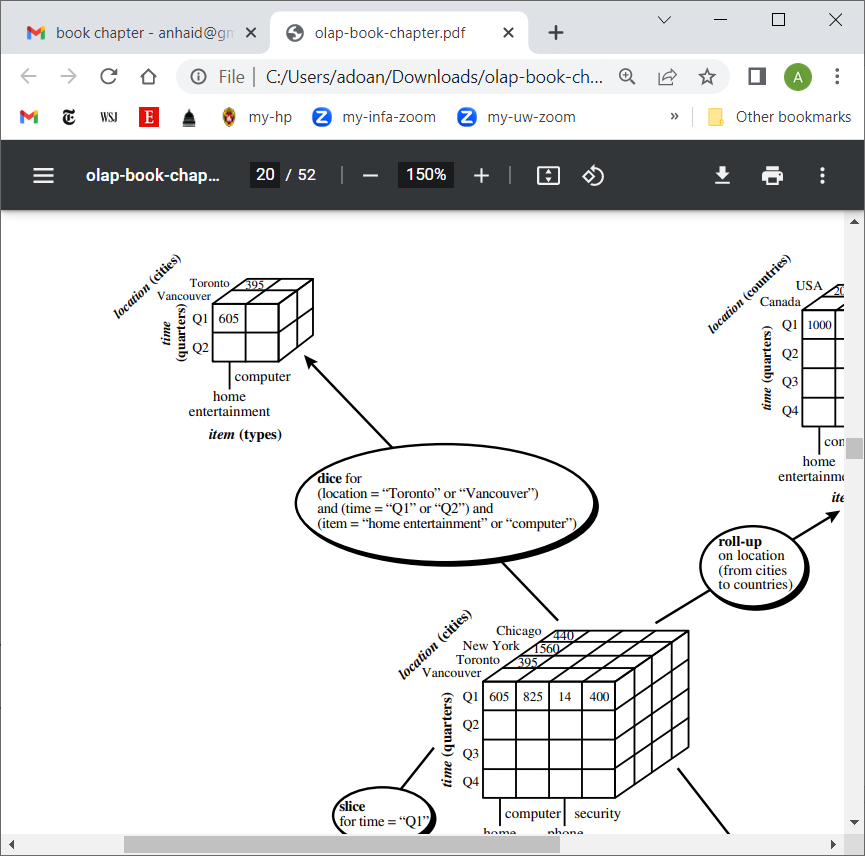 book chapter - anhaid@gm
olap-book-chapter.pdf
File
C:/Users/adoan/Downloads/olap-book-ch...
A
WSJ
E
my-hp
Z
my-infa-zoom
Z
my-uw-zoom
»
Other bookmarks
olap-book-chap...
20 / 52
150%
location (cities)
Toronto
395
Vancouver
time
(quarters)
Q1
605
Q2
computer
home
entertainment
item (types)
location (countries)
USA
Canada
time (quarters)
Q1
1000
Q2
Q3
Q4
com
home
entertainm
ite
dice for
(location = “Toronto” or “Vancouver”)
and (time = “Q1” or “Q2”) and
(item = “home entertainment” or “computer”)
roll-up
on location
(from cities
to countries)
location (cities)
Chicago
440
New York
1560
Toronto
395
Vancouver
time (quarters)
Q1
605 825 14 400
Q2
Q3
Q4
computer
security
home
phone
slice
for time = “Q1”